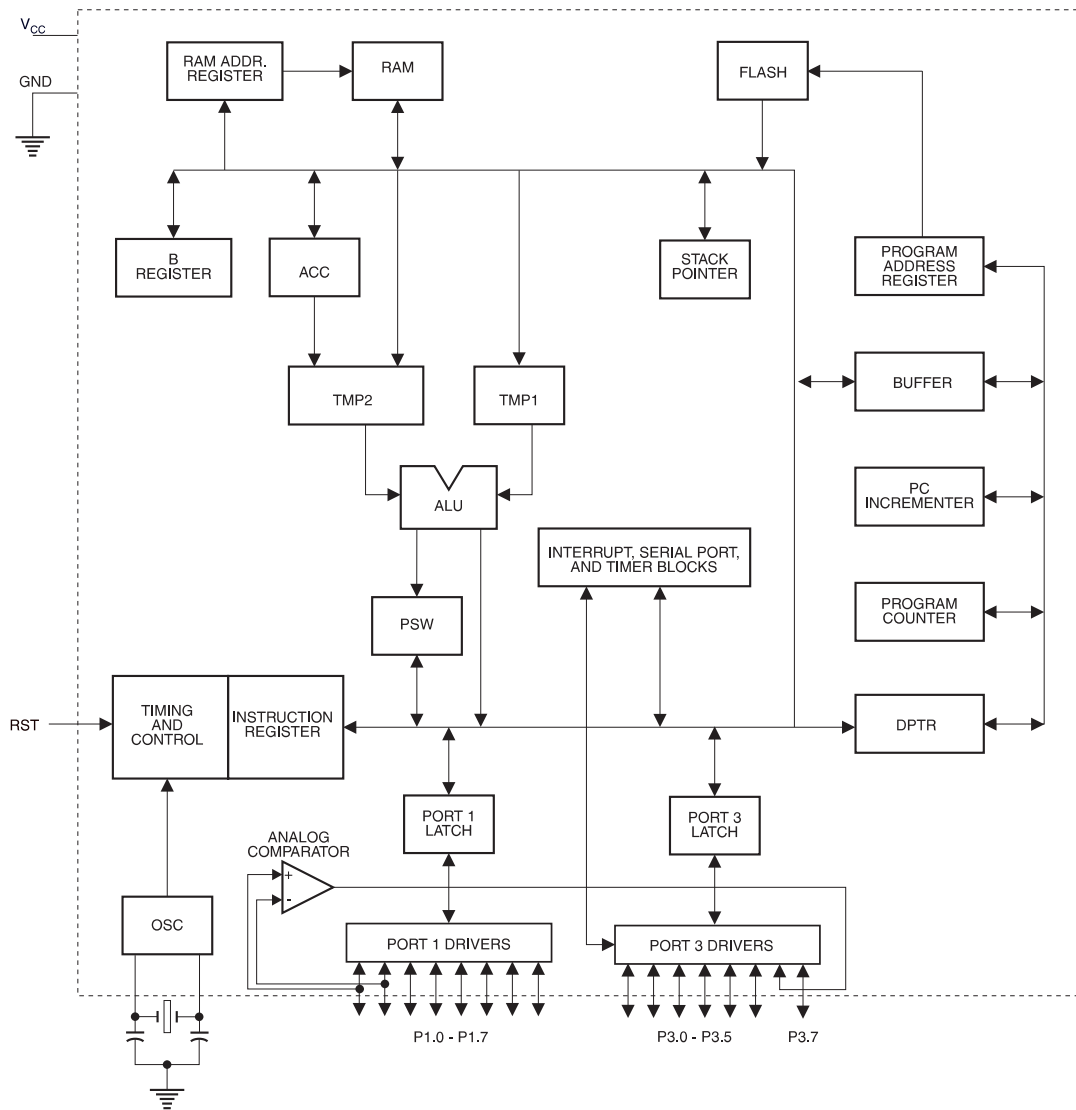 VCC
GND
RAM ADDR.
REGISTER
RAM
FLASH
B
REGISTER
ACC
STACK
POINTER
PROGRAM
ADDRESS
REGISTER
TMP2
TMP1
BUFFER
ALU
PC
INCREMENTER
INTERRUPT, SERIAL PORT,
AND TIMER BLOCKS
PSW
PROGRAM
COUNTER
RST
TIMING
AND
CONTROL
INSTRUCTION
REGISTER
DPTR
PORT 1
LATCH
PORT 3
LATCH
ANALOG
COMPARATOR
+
-
OSC
PORT 1 DRIVERS
PORT 3 DRIVERS
P1.0 - P1.7
P3.0 - P3.5
P3.7